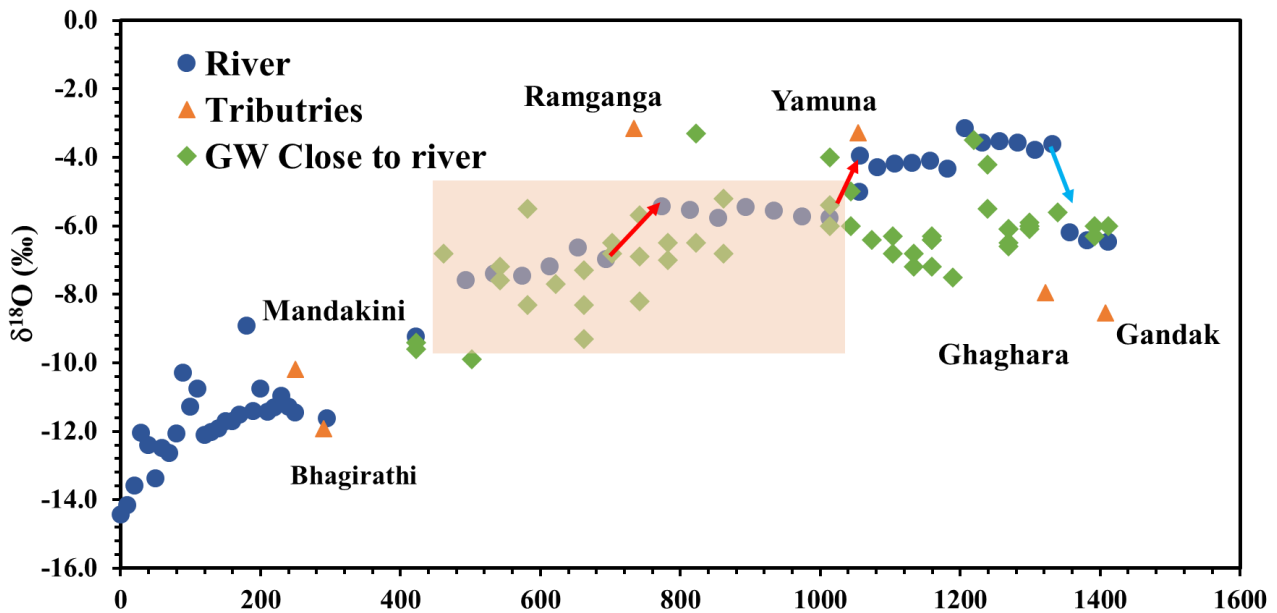 0.0
-2.0
-4.0
-6.0
-8.0
-10.0
-12.0
-14.0
-16.0
δ¹⁸O (‰)
River
Tributries
GW Close to river
Ramganga
Yamuna
Mandakini
Bhagirathi
Ghaghara
Gandak
0 200 400 600 800 1000 1200 1400 1600